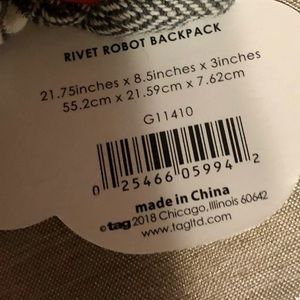 RIVET ROBOT BACKPACK
21.75inches x 8.5inches x 3inches
55.2cm x 21.59cm x 7.62cm
G11410
0 25466 05994 2
made in China
©tag 2018 Chicago, Illinois 60642
www.tagltd.com